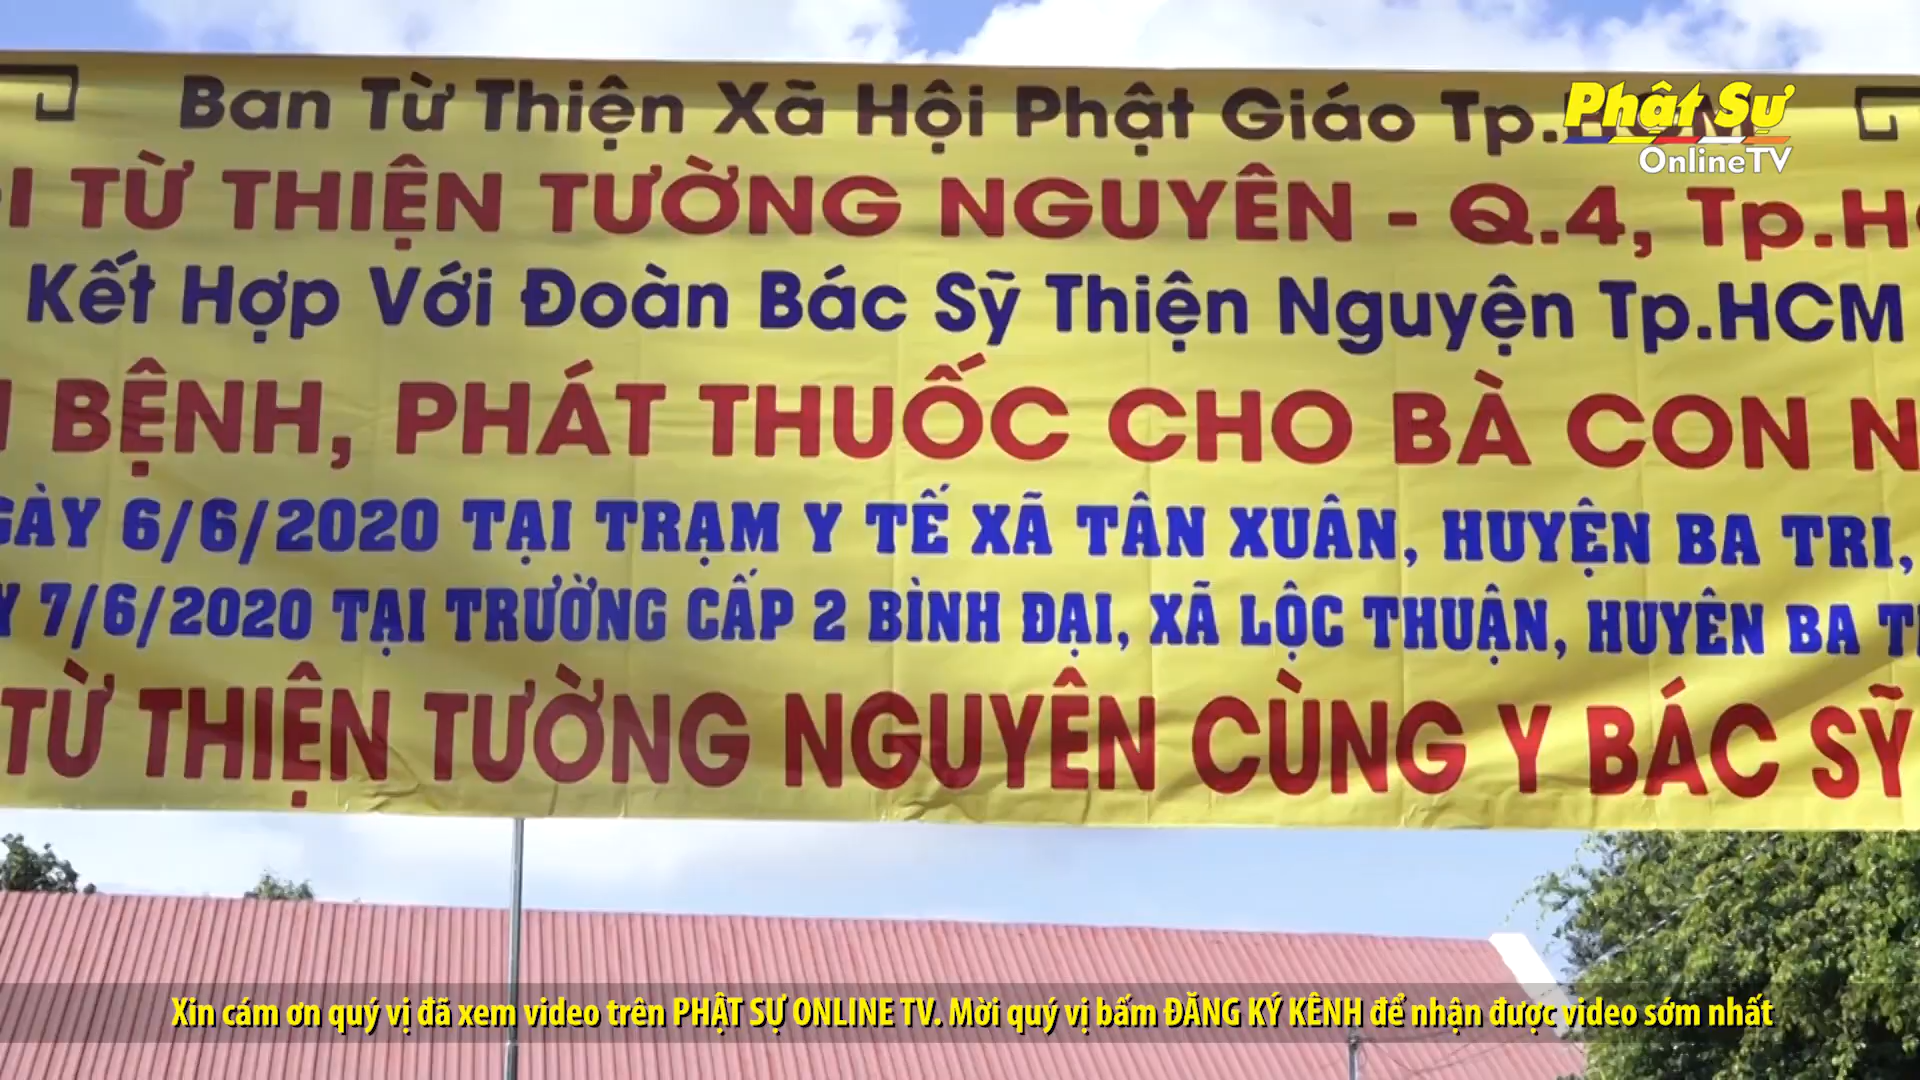 Ban Từ Thiện Xã Hội Phật Giáo Tp.HCM
Phật Sự
OnlineTV
TỪ THIỆN TƯỜNG NGUYÊN - Q.4, Tp.H
Kết Hợp Với Đoàn Bác Sỹ Thiện Nguyện Tp.HCM
BỆNH, PHÁT THUỐC CHO BÀ CON N
GÀY 6/6/2020 TẠI TRẠM Y TẾ XÃ TÂN XUÂN, HUYỆN BA TRI,
Y 7/6/2020 TẠI TRƯỜNG CẤP 2 BÌNH ĐẠI, XÃ LỘC THUẬN, HUYỆN BA T
TỪ THIỆN TƯỜNG NGUYÊN CÙNG Y BÁC SỸ
Xin cám ơn quý vị đã xem video trên PHẬT SỰ ONLINE TV. Mời quý vị bấm ĐĂNG KÝ KÊNH để nhận được video sớm nhất